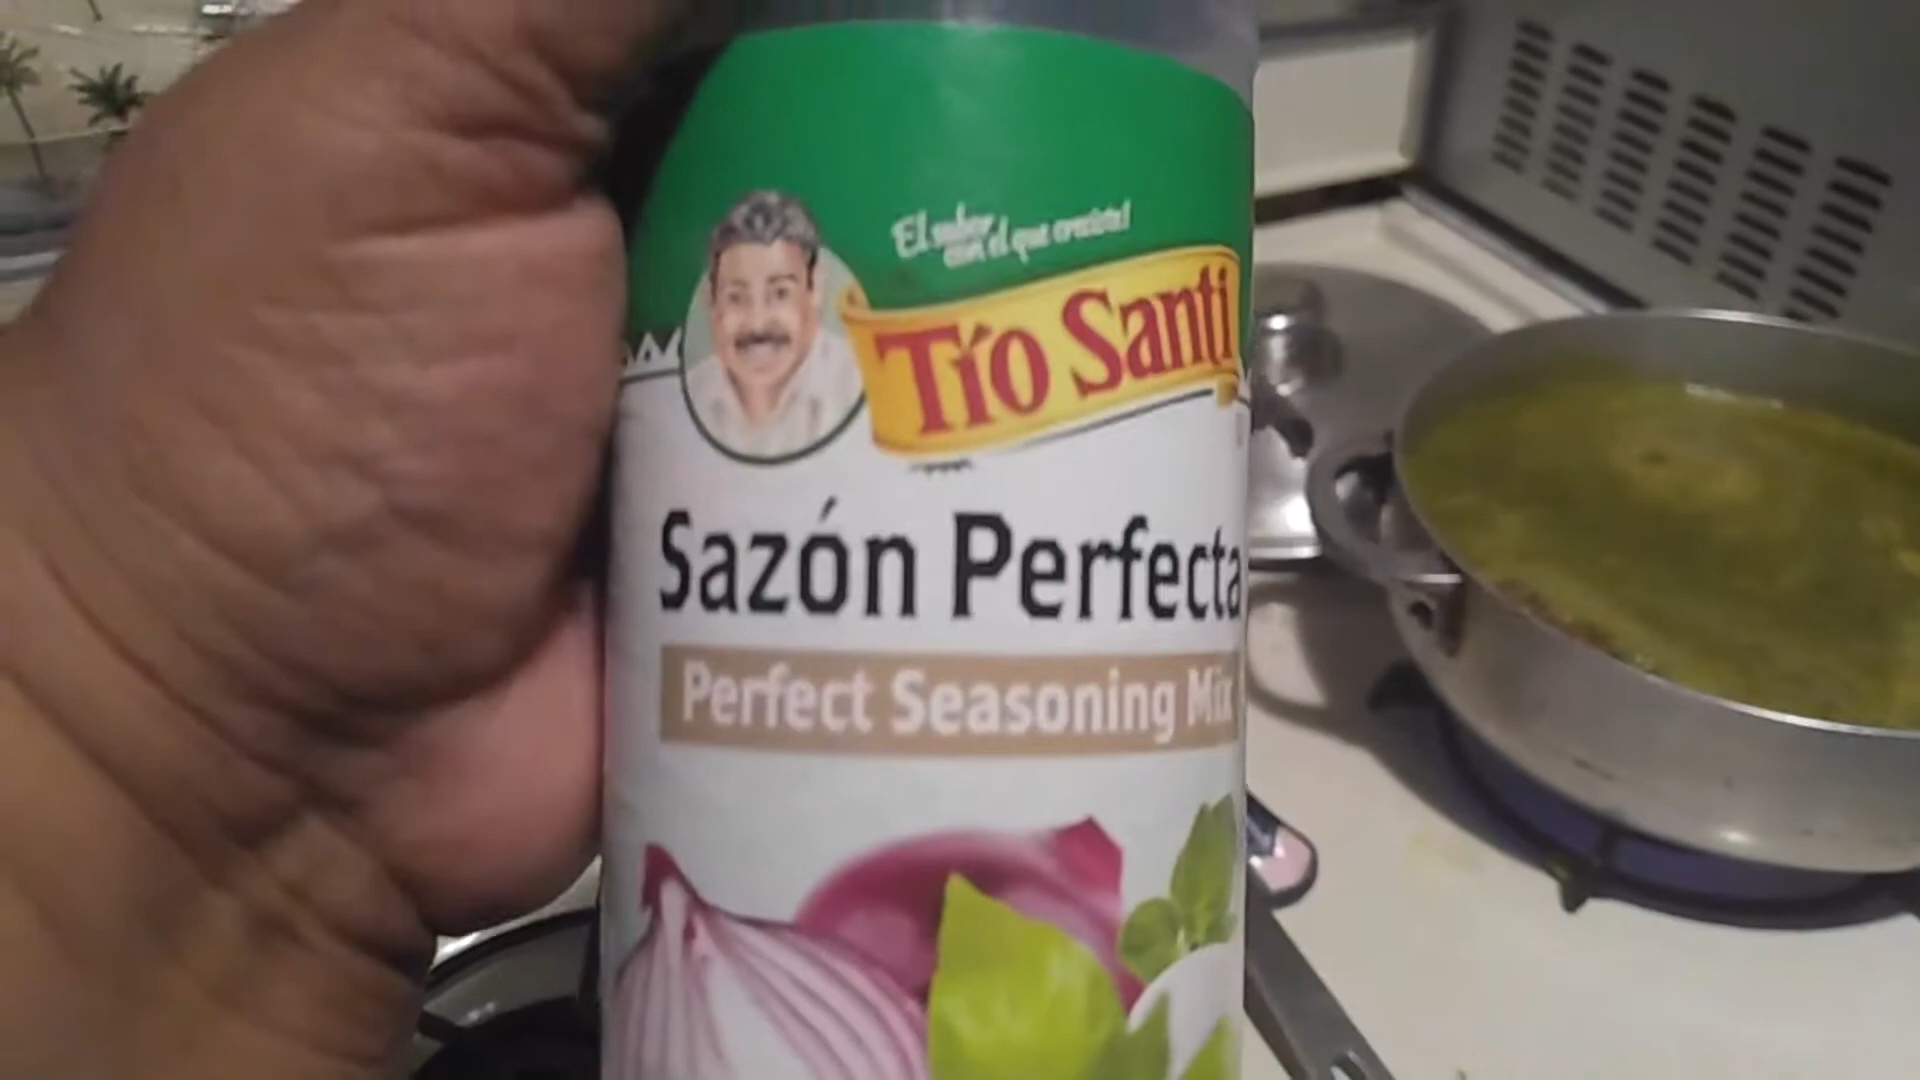 El sabor
con el que creciste!
Tío Santi
Sazón Perfecta
Perfect Seasoning Mix